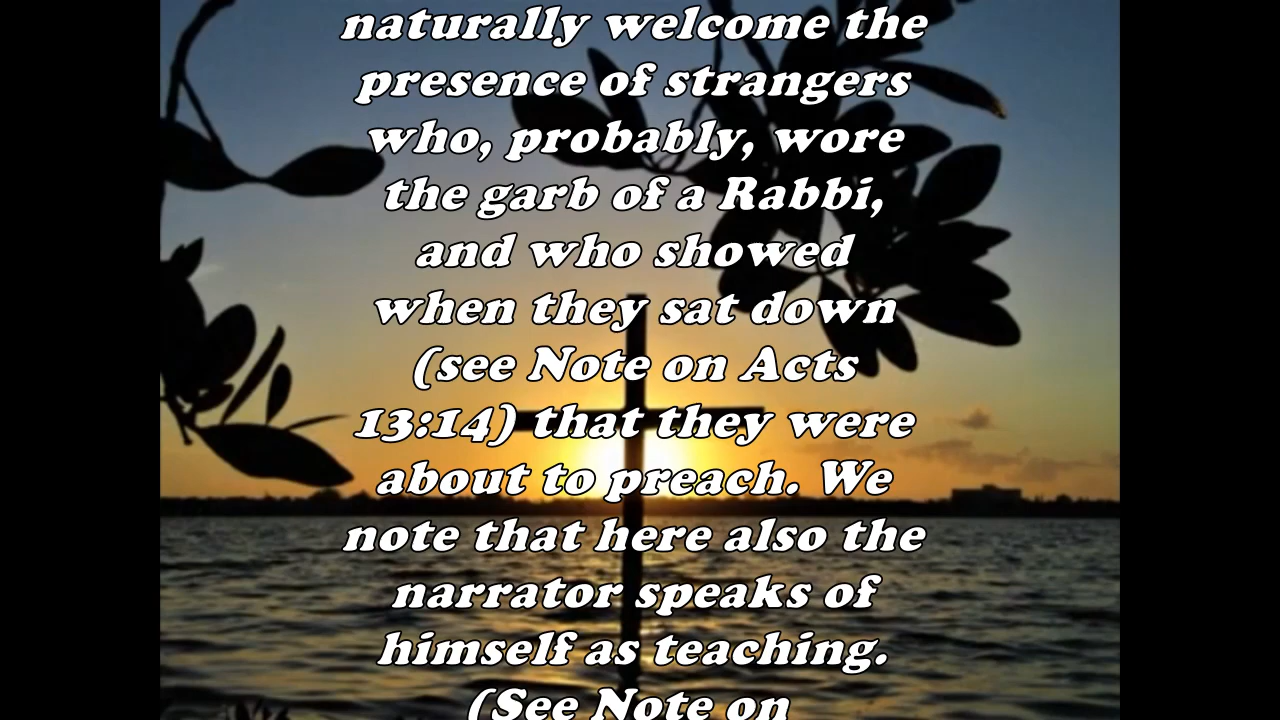 naturally welcome the
presence of strangers
who, probably, wore
the garb of a Rabbi,
and who showed
when they sat down
(see Note on Acts
13:14) that they were
about to preach. We
note that here also the
narrator speaks of
himself as teaching.
(See Note on